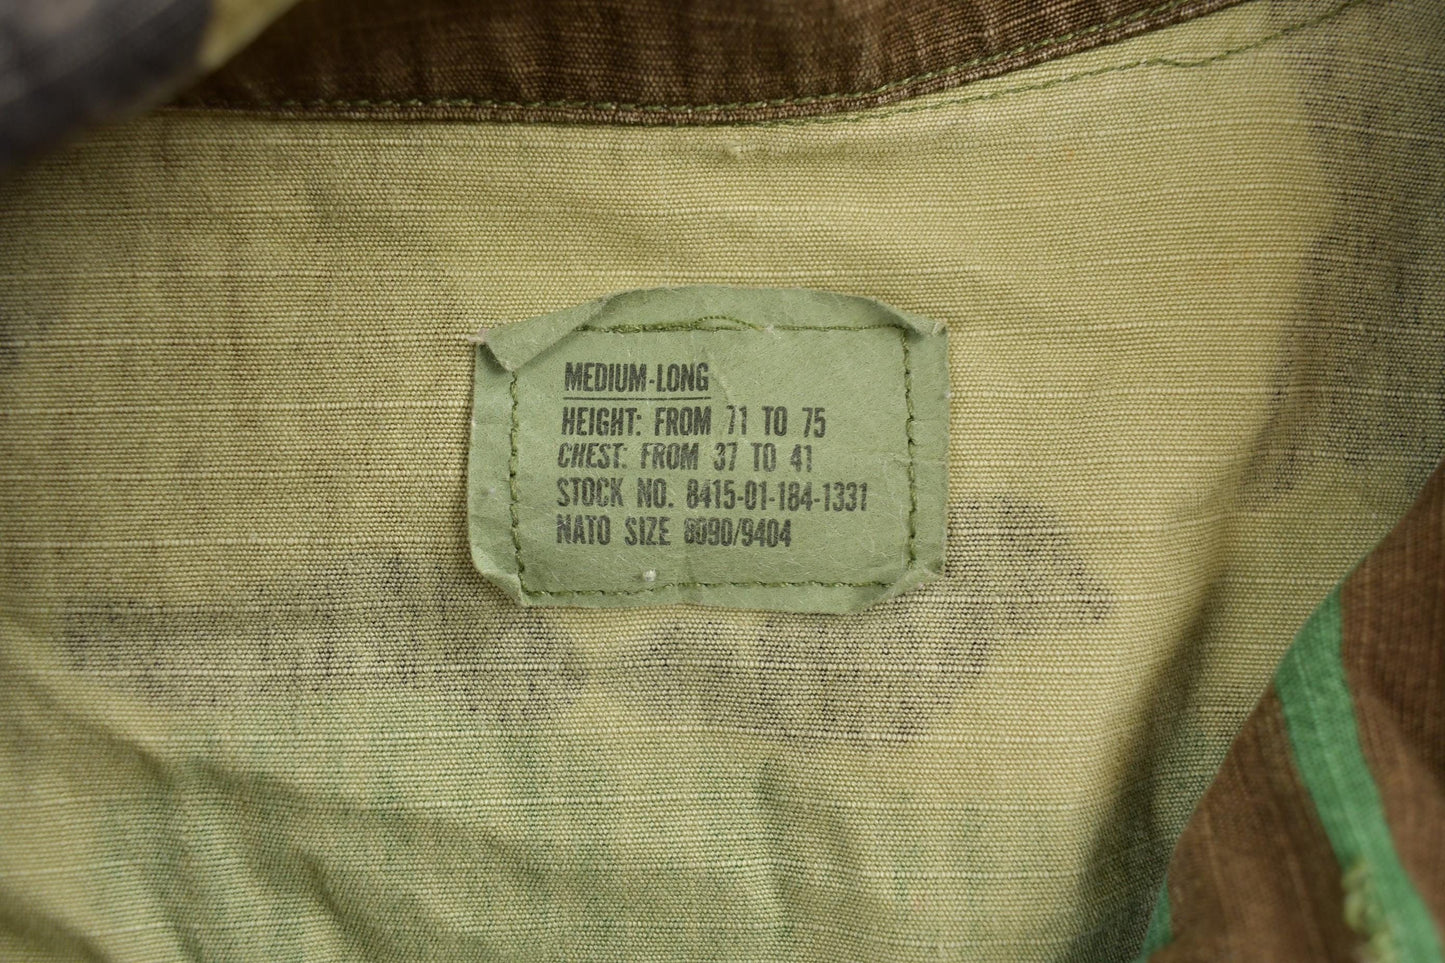 MEDIUM-LONG
HEIGHT: FROM 71 TO 75
CHEST: FROM 37 TO 41
STOCK NO. 8415-01-184-1331
NATO SIZE 8090/9404